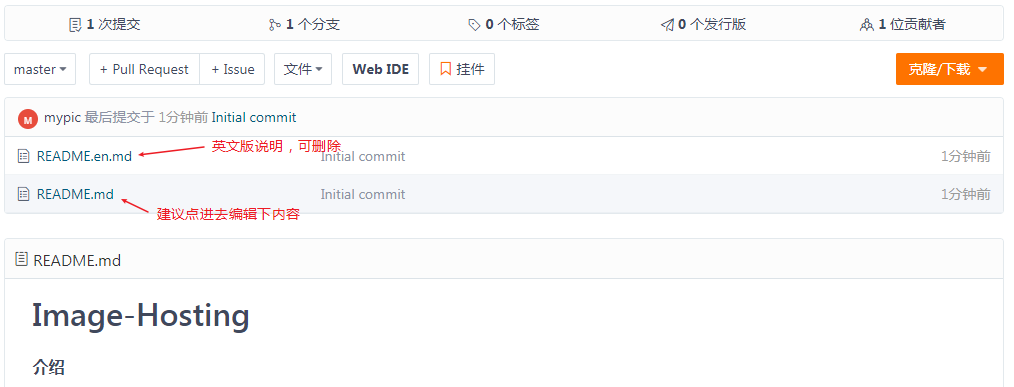 1 次提交 1 个分支 0 个标签 0 个发行版 1 位贡献者
master + Pull Request + Issue 文件 Web IDE 挂件 克隆/下载
M mypic 最后提交于 1分钟前 Initial commit
英文版说明，可删除
README.en.md Initial commit 1分钟前
README.md Initial commit 1分钟前
建议点进去编辑下内容
README.md
Image-Hosting
介绍